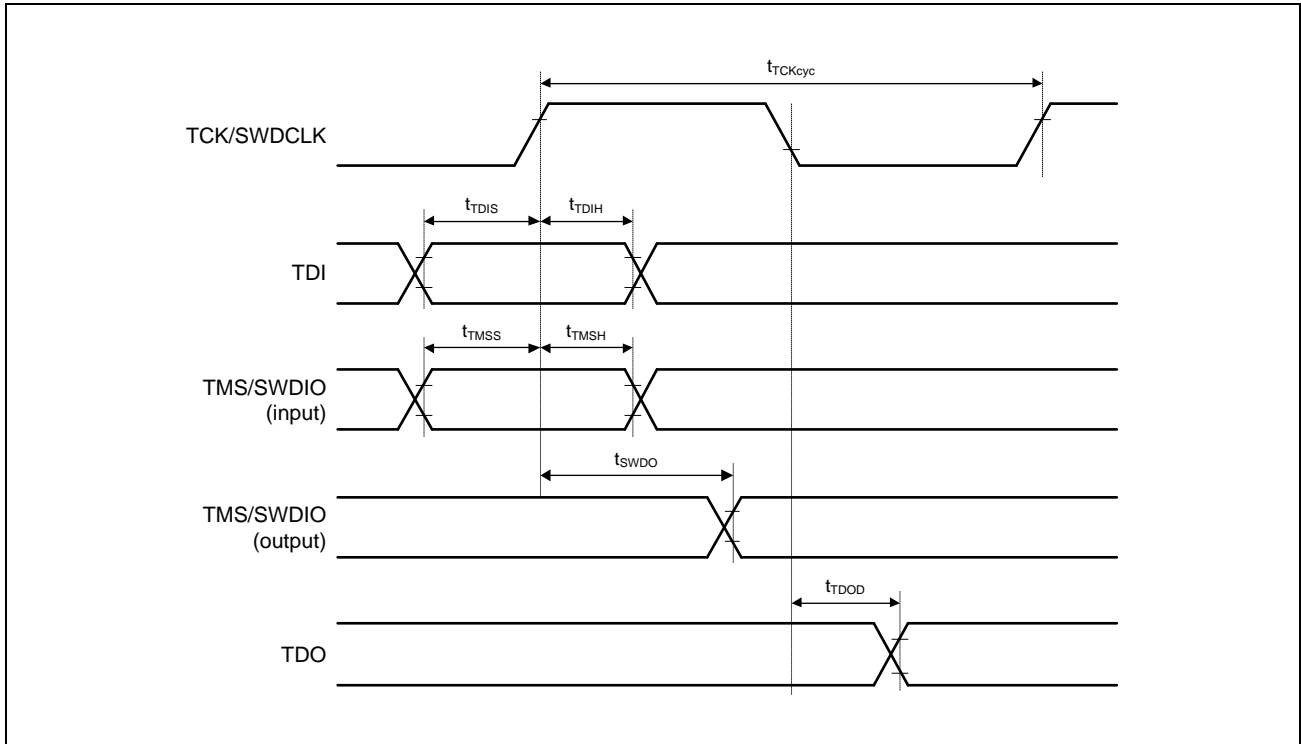 tTCKcyc
TCK/SWDCLK
tTDIS tTDIH
TDI
tTMSS tTMSH
TMS/SWDIO
(input)
tSWDO
TMS/SWDIO
(output)
tTDOD
TDO